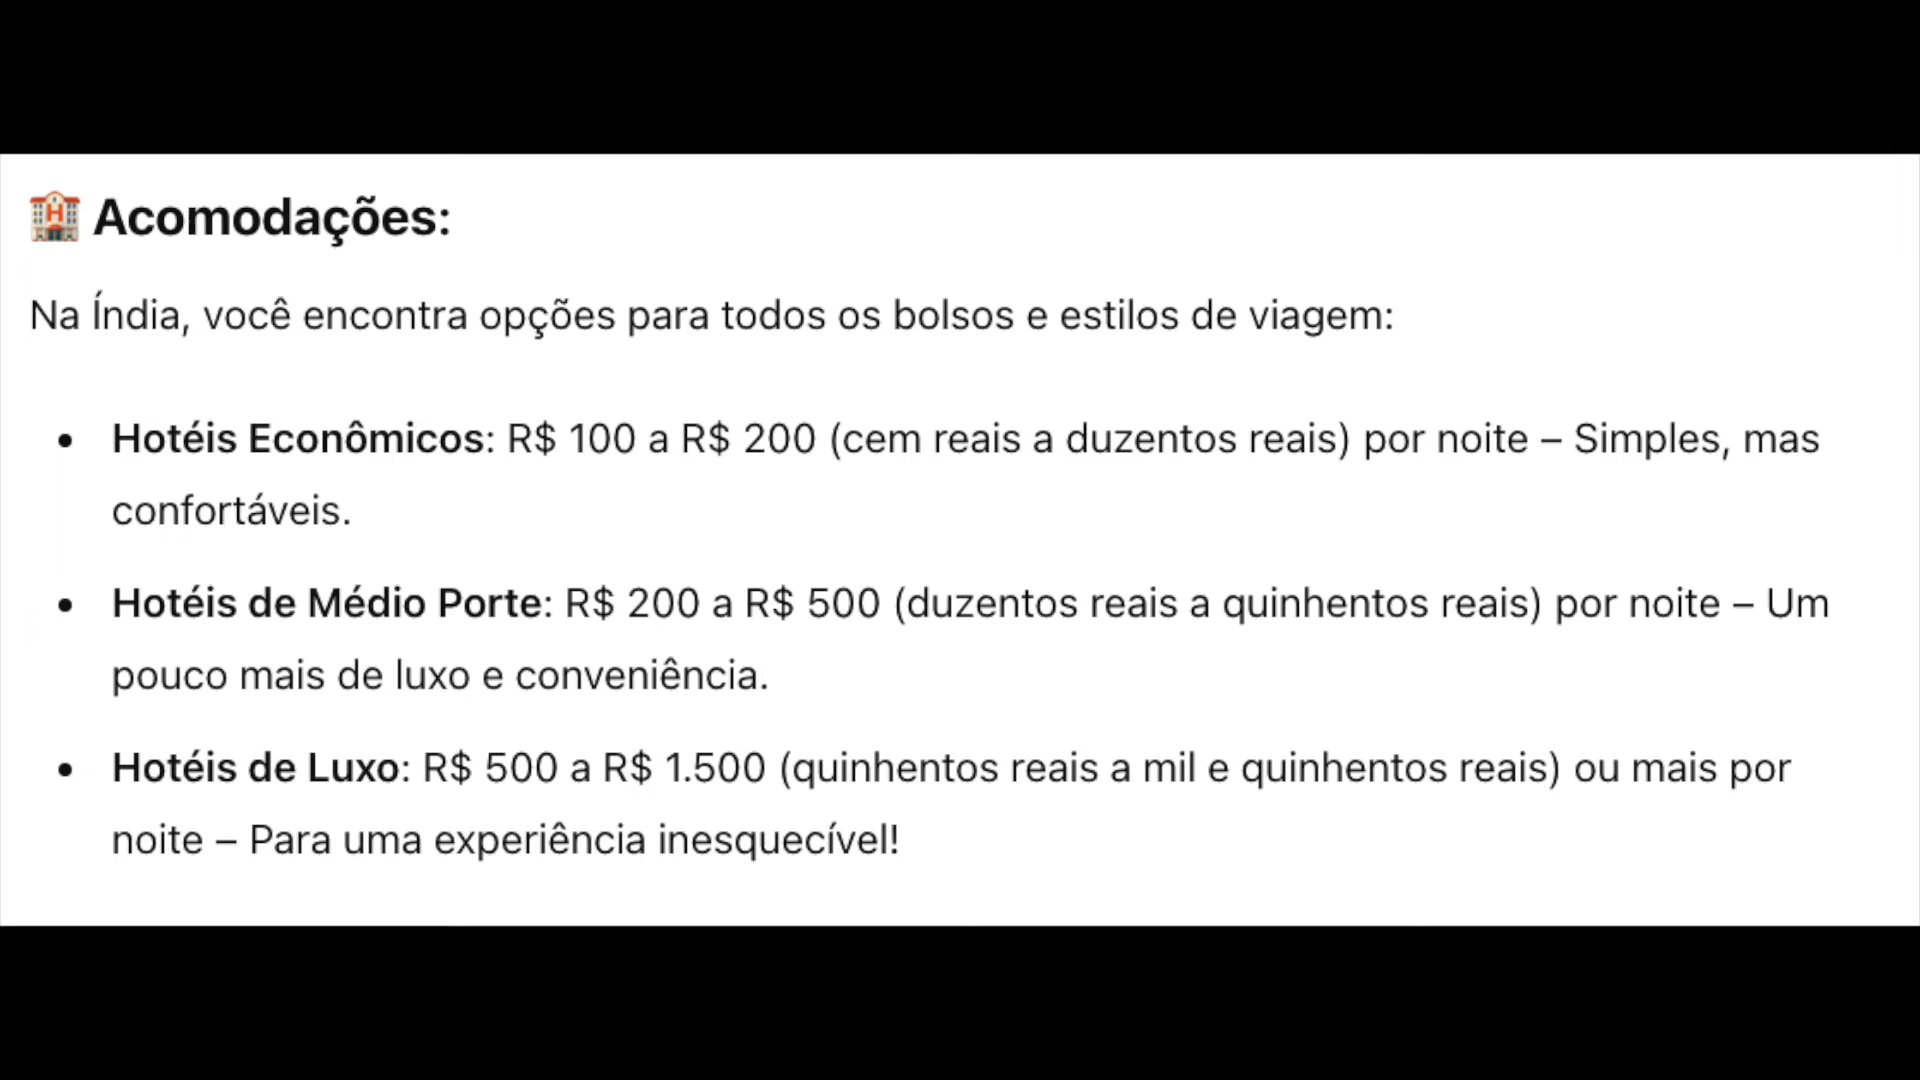 🏨 Acomodações:
Na Índia, você encontra opções para todos os bolsos e estilos de viagem:
• Hotéis Econômicos: R$ 100 a R$ 200 (cem reais a duzentos reais) por noite – Simples, mas
confortáveis.
• Hotéis de Médio Porte: R$ 200 a R$ 500 (duzentos reais a quinhentos reais) por noite – Um
pouco mais de luxo e conveniência.
• Hotéis de Luxo: R$ 500 a R$ 1.500 (quinhentos reais a mil e quinhentos reais) ou mais por
noite – Para uma experiência inesquecível!